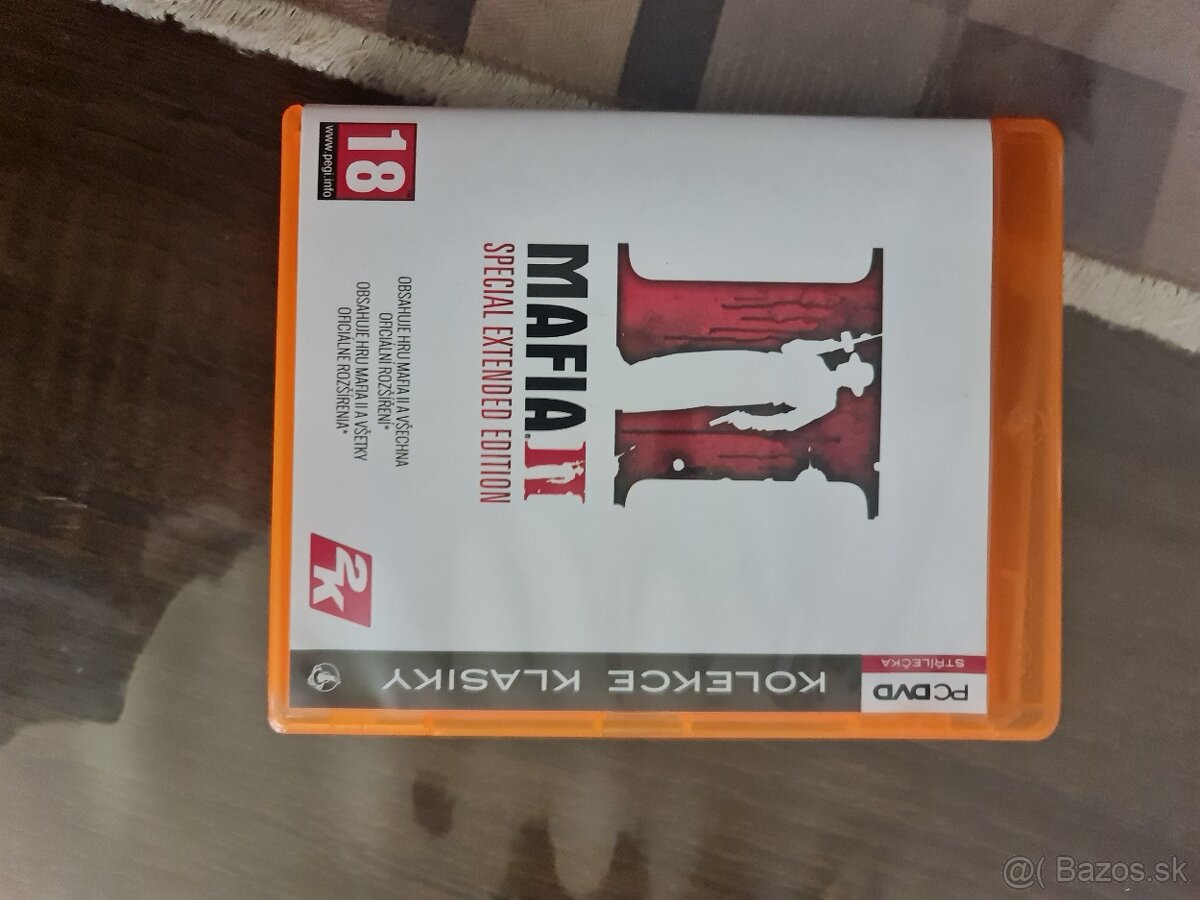 PC DVD
STŘÍLEČKA
KOLEKCE KLASIKY
MAFIA II
SPECIAL EXTENDED EDITION
OBSAHUJE HRU MAFIA II A VŠECHNA
OFICIÁLNÍ ROZŠÍŘENÍ*
OBSAHUJE HRU MAFIA II A VŠETKY
OFICIÁLNE ROZŠÍRENIA*
18
www.pegi.info
2K
@( Bazos.sk